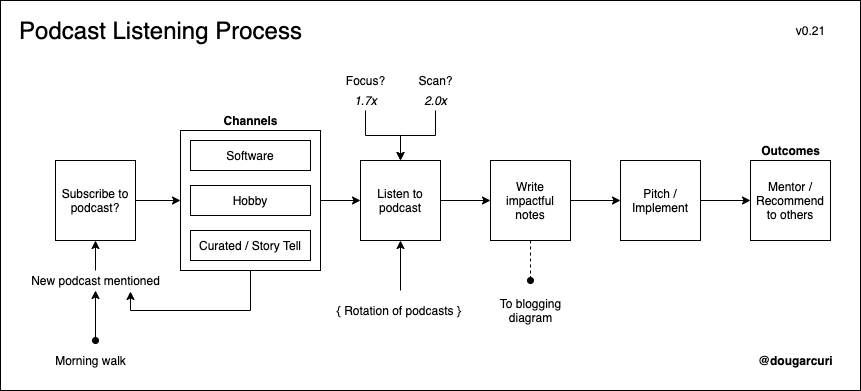 Podcast Listening Process
v0.21
Focus?
1.7x
Scan?
2.0x
Channels
Software
Hobby
Curated / Story Tell
Subscribe to
podcast?
Listen to
podcast
Write
impactful
notes
Pitch /
Implement
Outcomes
Mentor /
Recommend
to others
New podcast mentioned
{ Rotation of podcasts }
To blogging
diagram
Morning walk
@dougarcuri